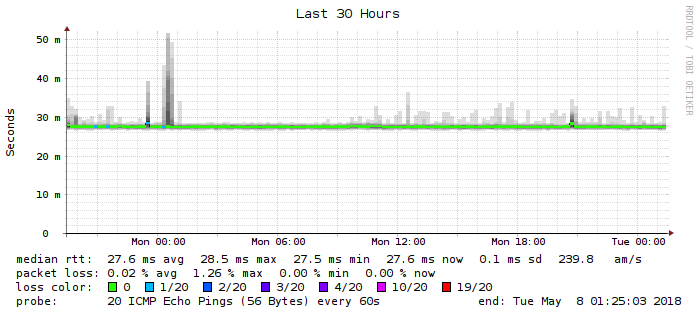 Last 30 Hours
RRDTOOL / TOBI OETIKER
Seconds
50 m
40 m
30 m
20 m
10 m
0
Mon 00:00 Mon 06:00 Mon 12:00 Mon 18:00 Tue 00:00
median rtt: 27.6 ms avg 28.5 ms max 27.5 ms min 27.6 ms now 0.1 ms sd 239.8 am/s
packet loss: 0.02 % avg 1.26 % max 0.00 % min 0.00 % now
loss color: 0 1/20 2/20 3/20 4/20 10/20 19/20
probe: 20 ICMP Echo Pings (56 Bytes) every 60s end: Tue May 8 01:25:03 2018